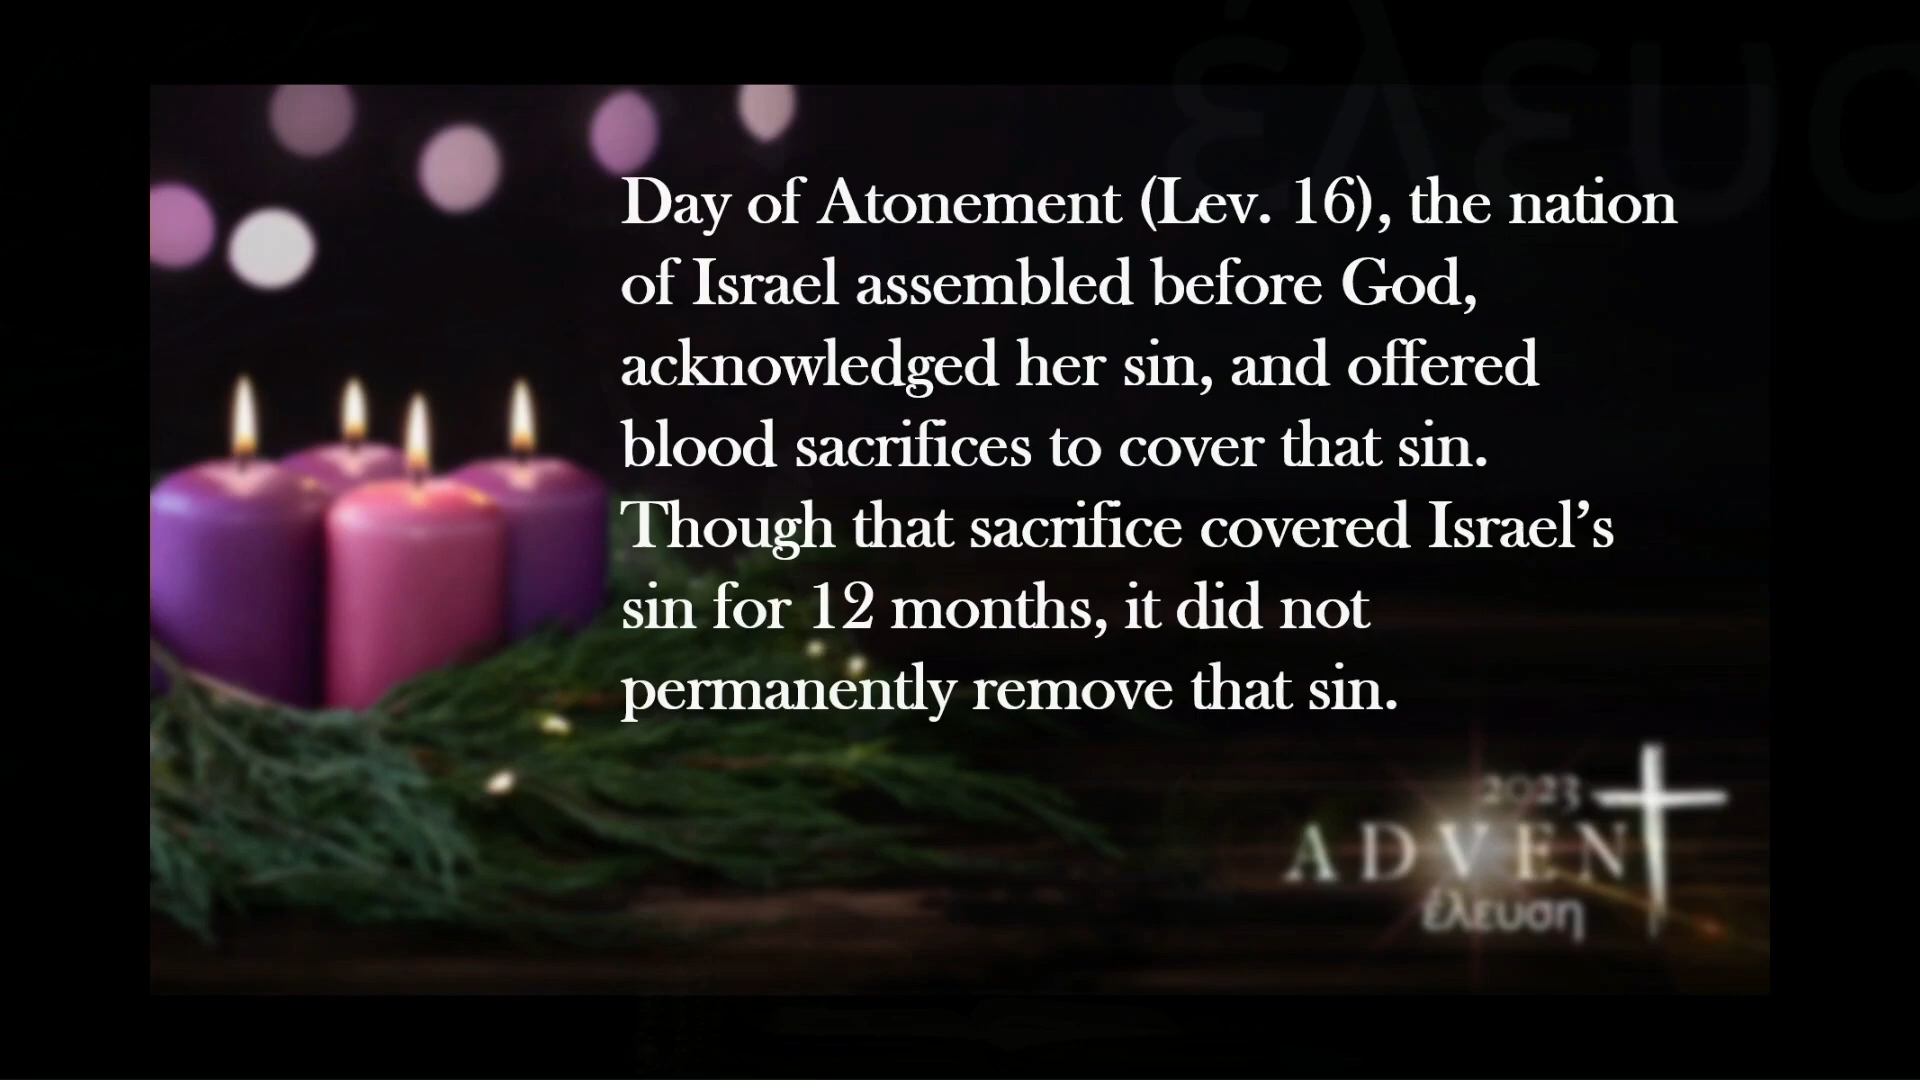 Day of Atonement (Lev. 16), the nation
of Israel assembled before God,
acknowledged her sin, and offered
blood sacrifices to cover that sin.
Though that sacrifice covered Israel’s
sin for 12 months, it did not
permanently remove that sin.
2023
ADVENT
έλευση